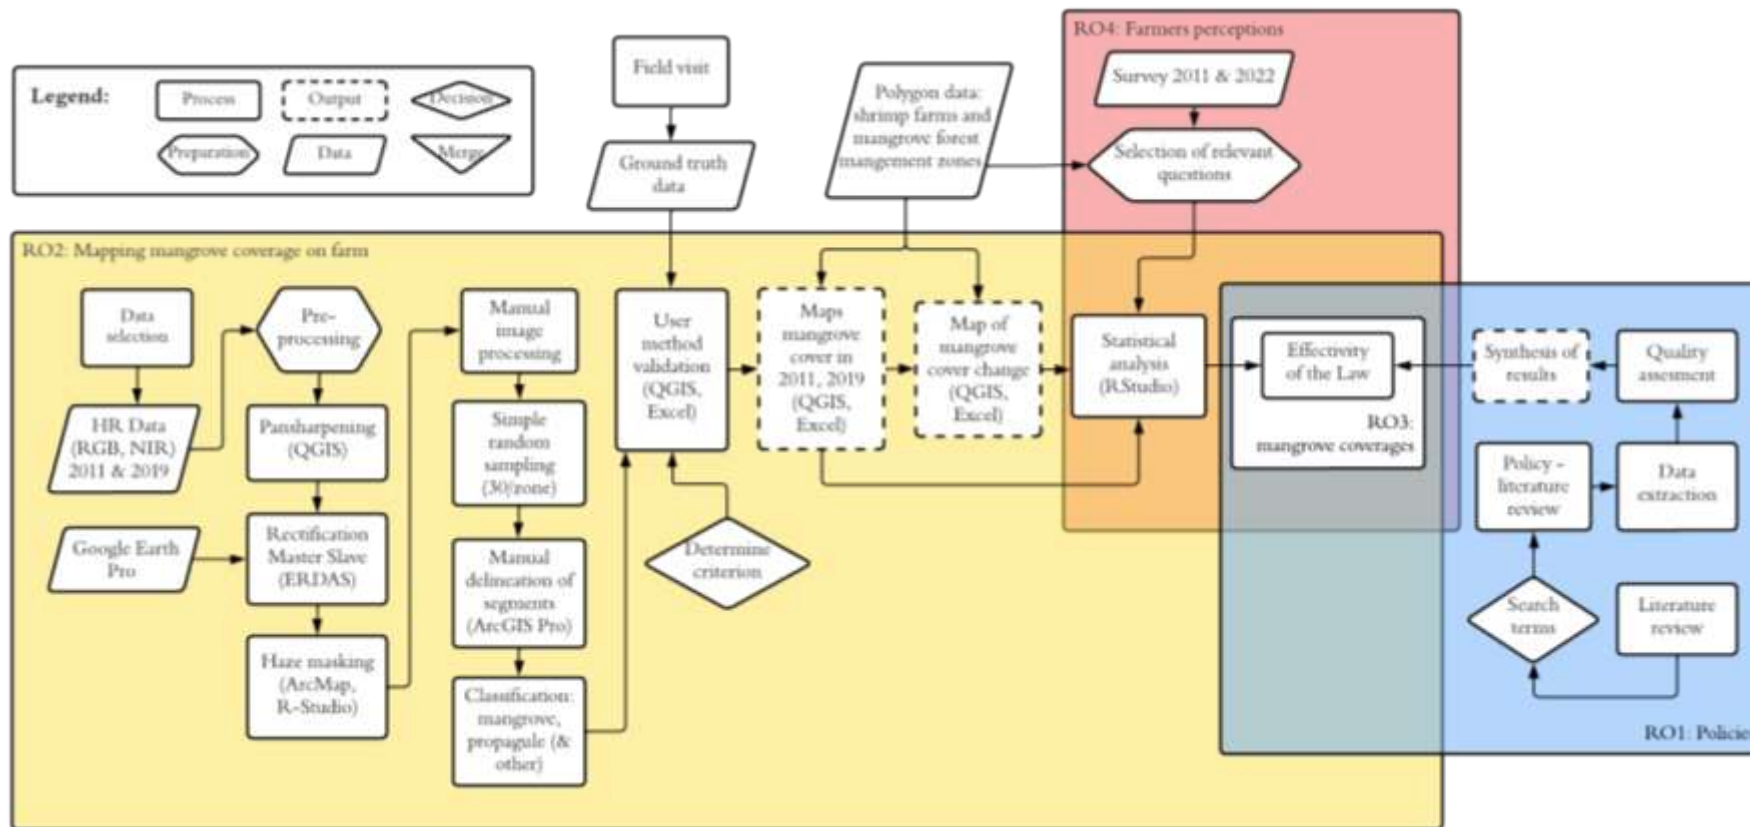 Legend:
Process
Output
Decision
Preparation
Data
Merge
Field visit
Ground truth
data
Polygon data:
shrimp farms and
mangrove forest
mangement zones
RO4: Farmers perceptions
Survey 2011 & 2022
Selection of relevant
questions
RO2: Mapping mangrove coverage on farm
Data
selection
HR Data
(RGB, NIR)
2011 & 2019
Google Earth
Pro
Pre-
processing
Pansharpening
(QGIS)
Rectification
Master Slave
(ERDAS)
Haze masking
(ArcMap,
R-Studio)
Manual
image
processing
Simple
random
sampling
(30/zone)
Manual
delineation of
segments
(ArcGIS Pro)
Classification:
mangrove,
propagule (&
other)
User
method
validation
(QGIS,
Excel)
Determine
criterion
Maps
mangrove
cover in
2011, 2019
(QGIS,
Excel)
Map of
mangrove
cover change
(QGIS,
Excel)
Statistical
analysis
(RStudio)
Effectivity
of the Law
RO3:
mangrove coverages
Synthesis of
results
Quality
assesment
Policy -
literature
review
Data
extraction
Search
terms
Literature
review
RO1: Policie